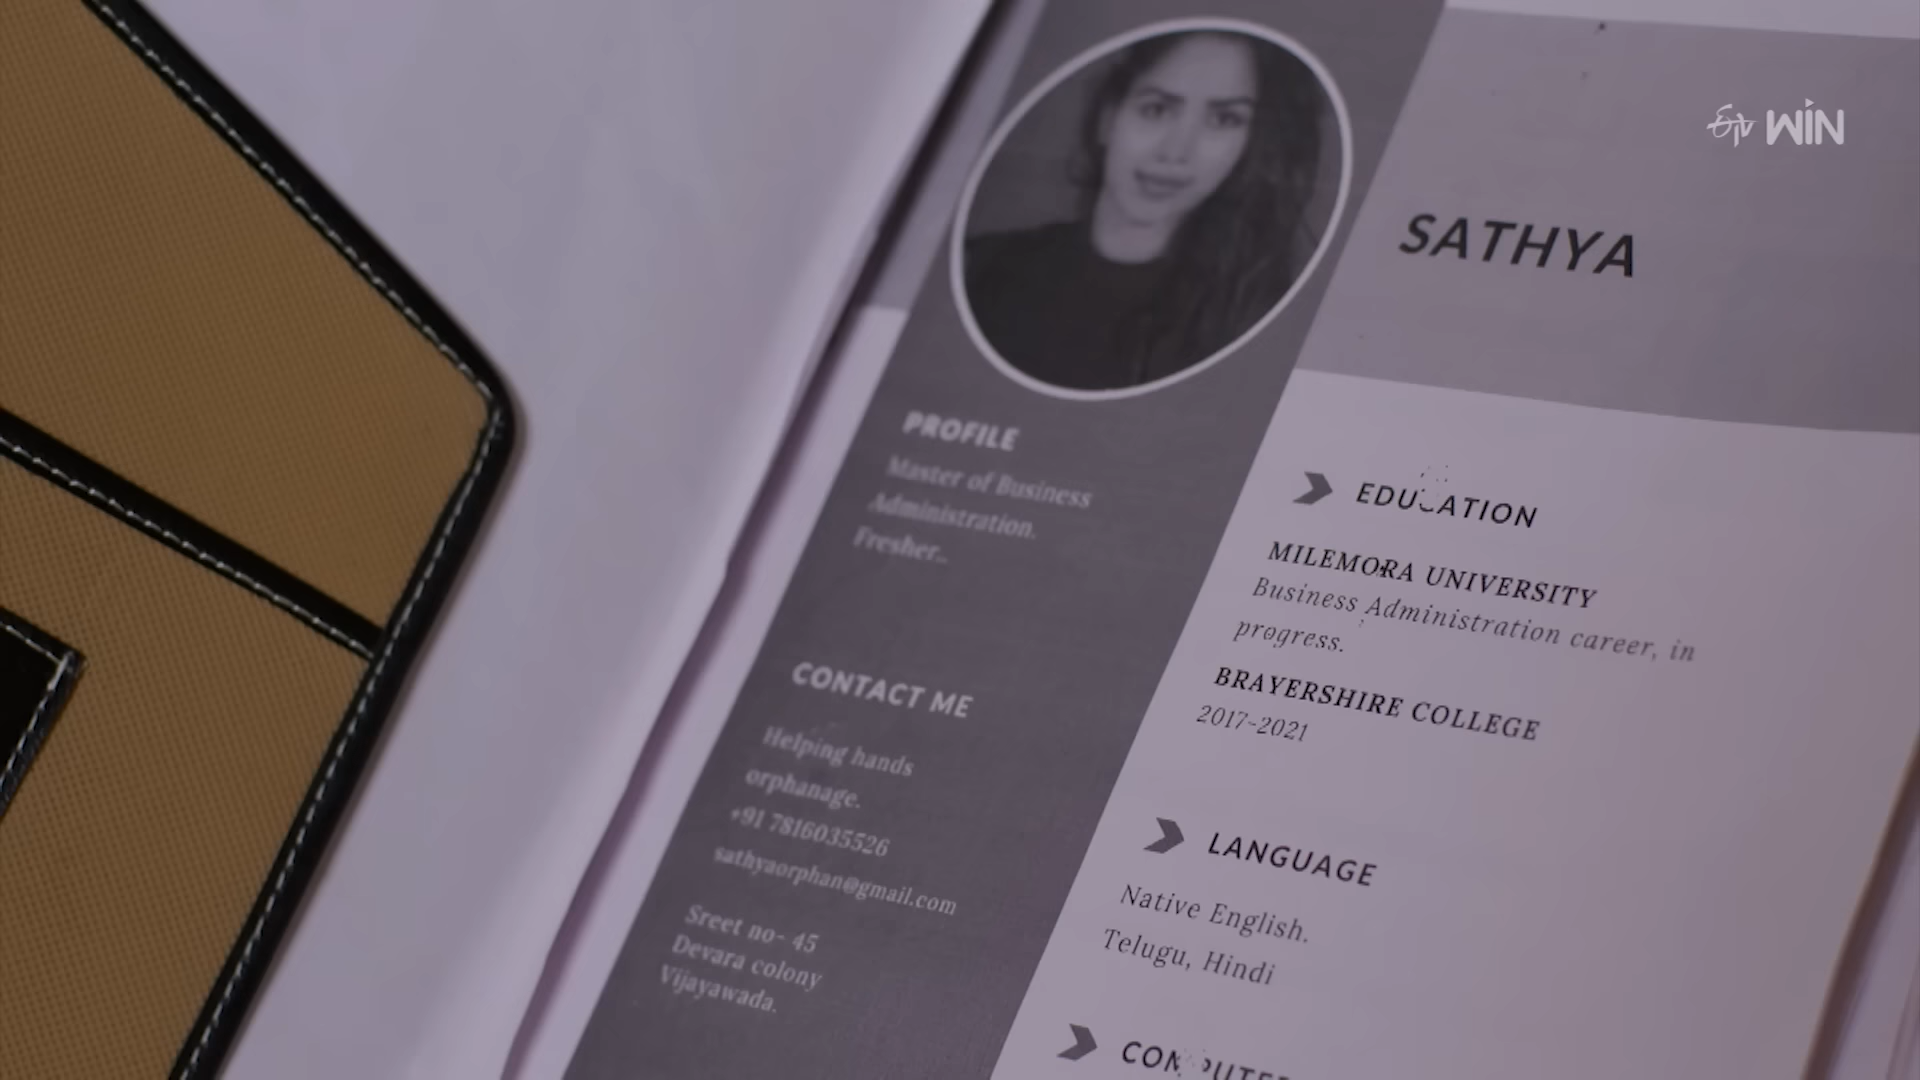 ETV WIN
SATHYA
PROFILE
Master of Business
Administration.
Fresher..
CONTACT ME
Helping hands
orphanage.
+91 7816035526
sathyaorphan@gmail.com
Sreet no- 45
Devara colony
Vijayawada.
EDUCATION
MILEMORA UNIVERSITY
Business Administration career, in
progress.
BRAYERSHIRE COLLEGE
2017-2021
LANGUAGE
Native English.
Telugu, Hindi